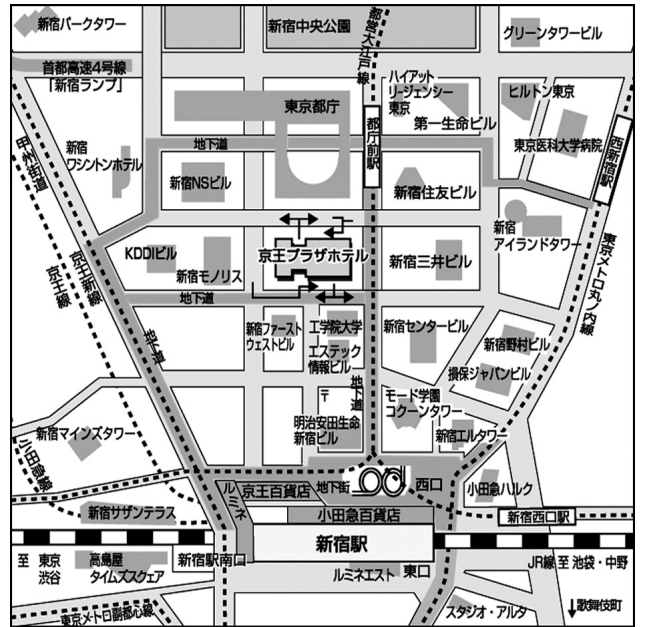 新宿パークタワー
新宿中央公園
都営大江戸線
グリーンタワービル
首都高速4号線
「新宿ランプ」
ハイアット
リージェンシー
東京
ヒルトン東京
東京都庁
第一生命ビル
都庁前駅
西新宿駅
甲州街道
新宿
ワシントンホテル
地下道
東京医科大学病院
新宿NSビル
新宿住友ビル
新宿
アイランドタワー
KDDIビル
新宿モノリス
京王プラザホテル
新宿三井ビル
東京メトロ丸ノ内線
京王新線
京王線
地下道
地下道
新宿ファースト
ウェストビル
工学院大学
エステック
情報ビル
新宿センタービル
新宿野村ビル
損保ジャパンビル
地下道
〒
モード学園
コクーンタワー
明治安田生命
新宿ビル
新宿エルタワー
新宿マインズタワー
小田急線
ルミネ
京王百貨店
地下街
西口
小田急ハルク
新宿サザンテラス
小田急百貨店
新宿西口駅
至 東京
渋谷
高島屋
タイムズスクェア
新宿駅南口
新宿駅
ルミネエスト
東口
JR線 至 池袋・中野
東京メトロ副都心線
スタジオ・アルタ
歌舞伎町